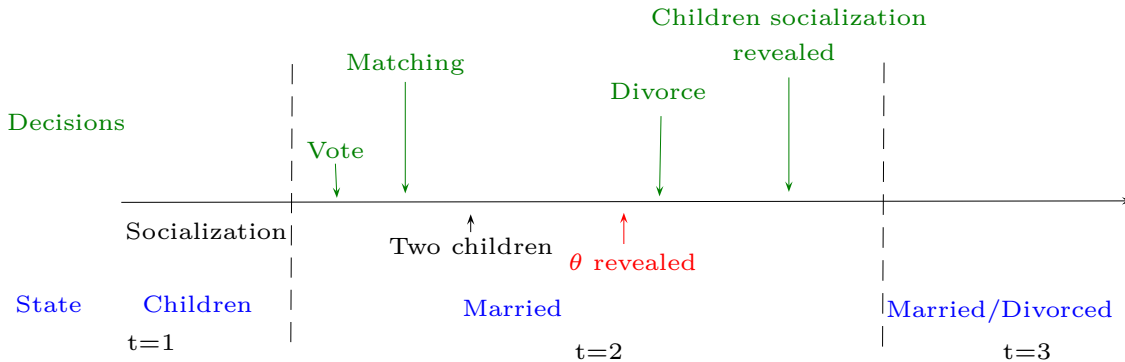 Children socialization
revealed
Matching
Divorce
Decisions
Vote
Socialization
Two children
θ revealed
State
Children
Married
Married/Divorced
t=1
t=2
t=3